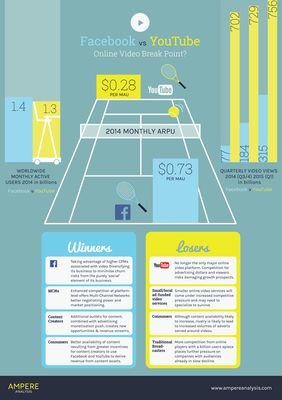 Facebook vs YouTube
Online Video Break Point?
$0.28
PER MAU
YouTube
2014 MONTHLY ARPU
$0.73
PER MAU
1.4
1.3
WORLDWIDE
MONTHLY ACTIVE
USERS 2014 in billions
Facebook vs YouTube
702
729
756
77
184
315
QUARTERLY VIDEO VIEWS
2014 (Q3/4) 2015 (Q1)
in billions
Facebook vs YouTube
Winners
Taking advantage of higher CPMs
associated with video Diversifying
its business to minimise churn
risks from the purely 'social'
element of its business.
MCNs
Enhanced competition at platform-
level offers Multi-Channel Networks
better negotiating power and
market positioning.
Content
Creators
Additional outlets for content,
combined with advertising
monetisation push, creates new
opportunities & revenue streams.
Consumers
Better availability of content
resulting from greater incentives
for content creators to use
Facebook and YouTube to derive
revenue from content assets.
Losers
YouTube
No longer the only major online
video platform. Competition for
advertising dollars and viewers
risks damaging growth prospects.
Small/local
ad-funded
video
services
Smaller online video services will
come under increased competitive
pressure and may need to
specialise to survive
Consumers
Although content availability likely
to increase, rivalry is likely to lead
to increased volumes of adverts
served around videos.
Traditional
Broad-
casters
More competition from online
players with a billion users apiece
places further pressure on
companies with audiences
already in slow decline.
AMPERE
ANALYSIS
www.ampereanalysis.com